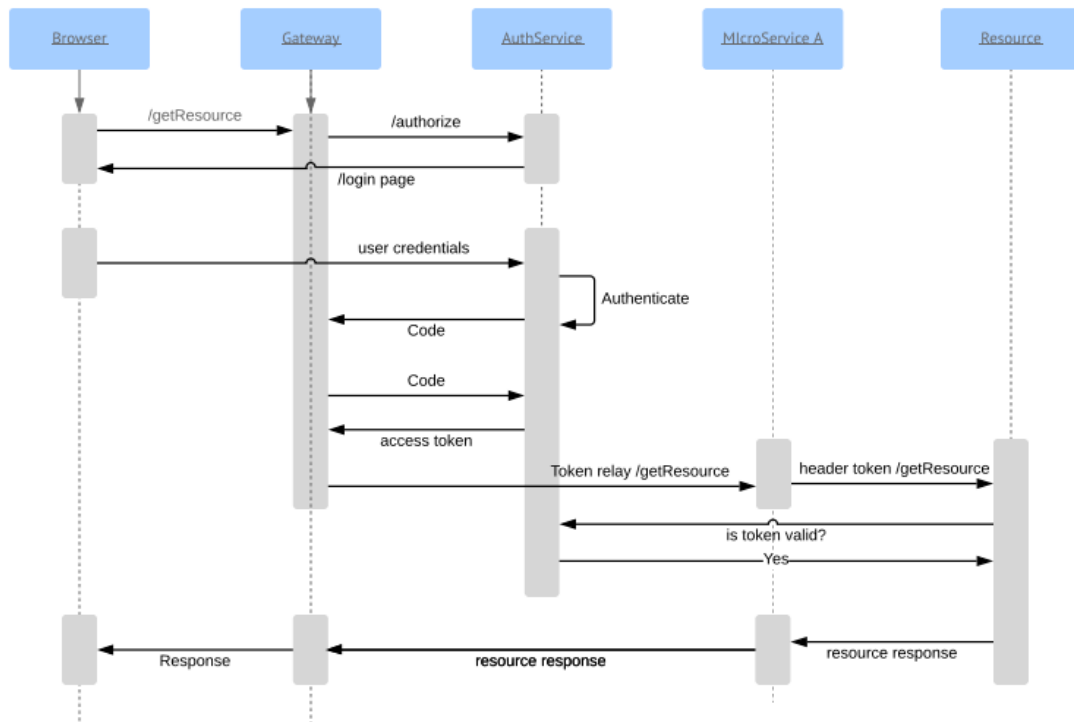 Browser
Gateway
AuthService
MIcroService A
Resource
/getResource
/authorize
/login page
user credentials
Authenticate
Code
Code
access token
Token relay /getResource
header token /getResource
is token valid?
Yes
resource response
resource response
Response